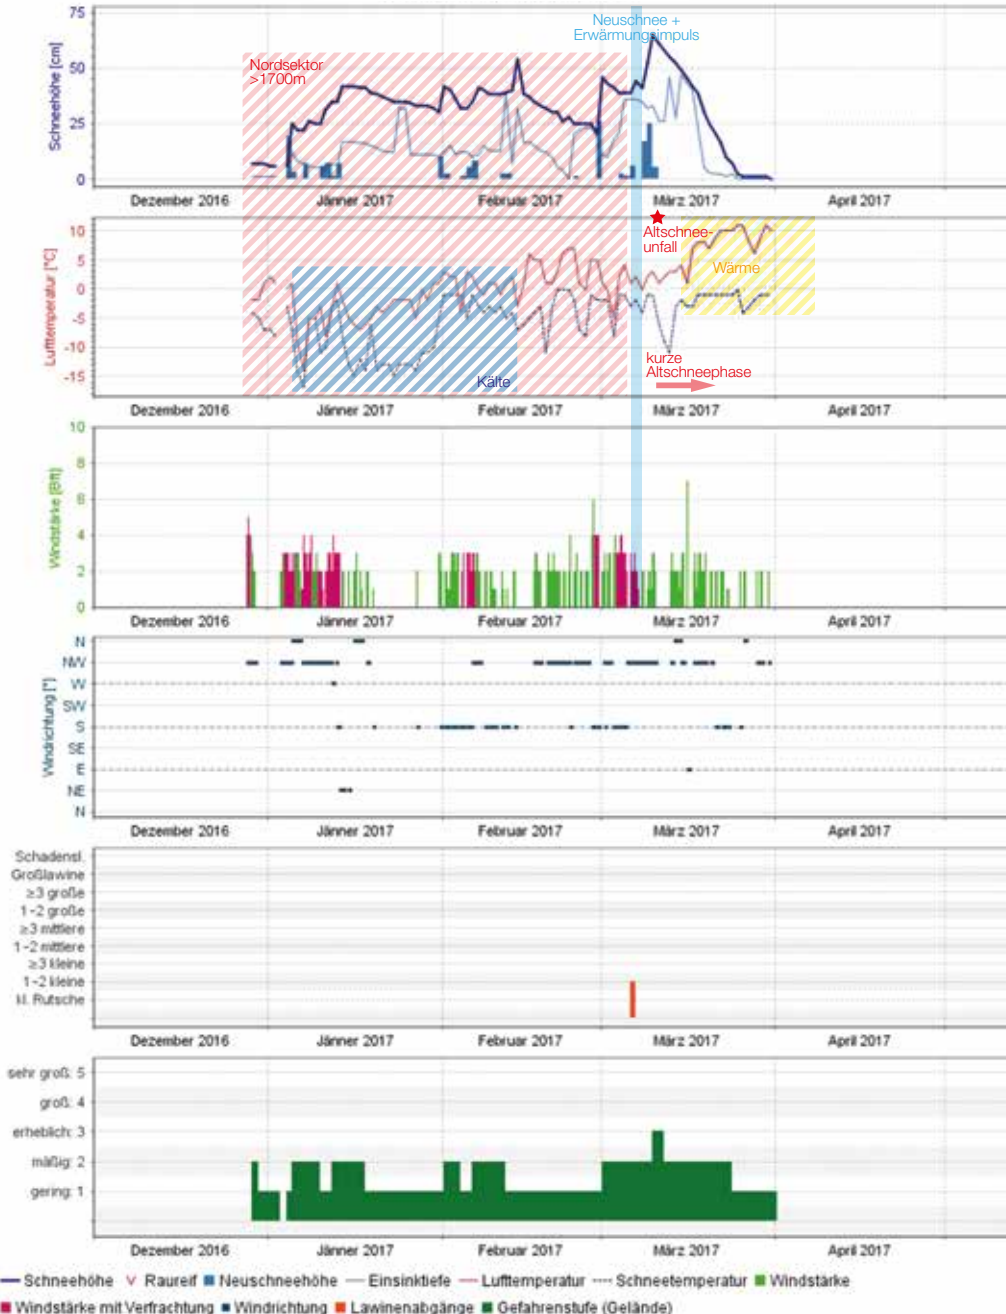 Neuschnee +
Erwärmungsimpuls
Nordsektor
>1700m
Schneehöhe [cm]
75
50
25
0
Dezember 2016 Jänner 2017 Februar 2017 März 2017 April 2017
Altschnee-
unfall
Wärme
Kälte
kurze
Altschneephase
Lufttemperatur [°C]
10
5
0
-5
-10
-15
Dezember 2016 Jänner 2017 Februar 2017 März 2017 April 2017
Windstärke [Bft]
10
8
6
4
2
0
Dezember 2016 Jänner 2017 Februar 2017 März 2017 April 2017
Windrichtung [°]
N
NW
W
SW
S
SE
E
NE
N
Dezember 2016 Jänner 2017 Februar 2017 März 2017 April 2017
Schadensl.
Großlawine
≥3 große
1-2 große
≥3 mittlere
1-2 mittlere
≥3 kleine
1-2 kleine
kl. Rutsche
Dezember 2016 Jänner 2017 Februar 2017 März 2017 April 2017
sehr groß: 5
groß: 4
erheblich: 3
mäßig: 2
gering: 1
Dezember 2016 Jänner 2017 Februar 2017 März 2017 April 2017
Schneehöhe Raureif Neuschneehöhe Einsinktiefe Lufttemperatur Schneetemperatur Windstärke
Windstärke mit Verfrachtung Windrichtung Lawinenabgänge Gefahrenstufe (Gelände)